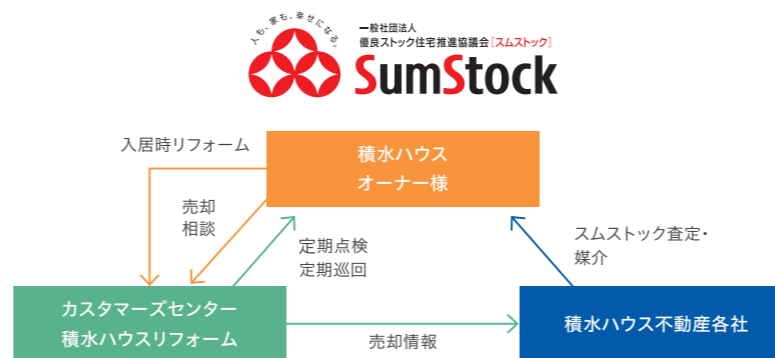 人も、家も、幸せになる。
一般社団法人
優良ストック住宅推進協議会[スムストック]
SumStock
入居時リフォーム
積水ハウス
オーナー様
売却
相談
定期点検
定期巡回
スムストック査定・
媒介
カスタマーズセンター
積水ハウスリフォーム
売却情報
積水ハウス不動産各社